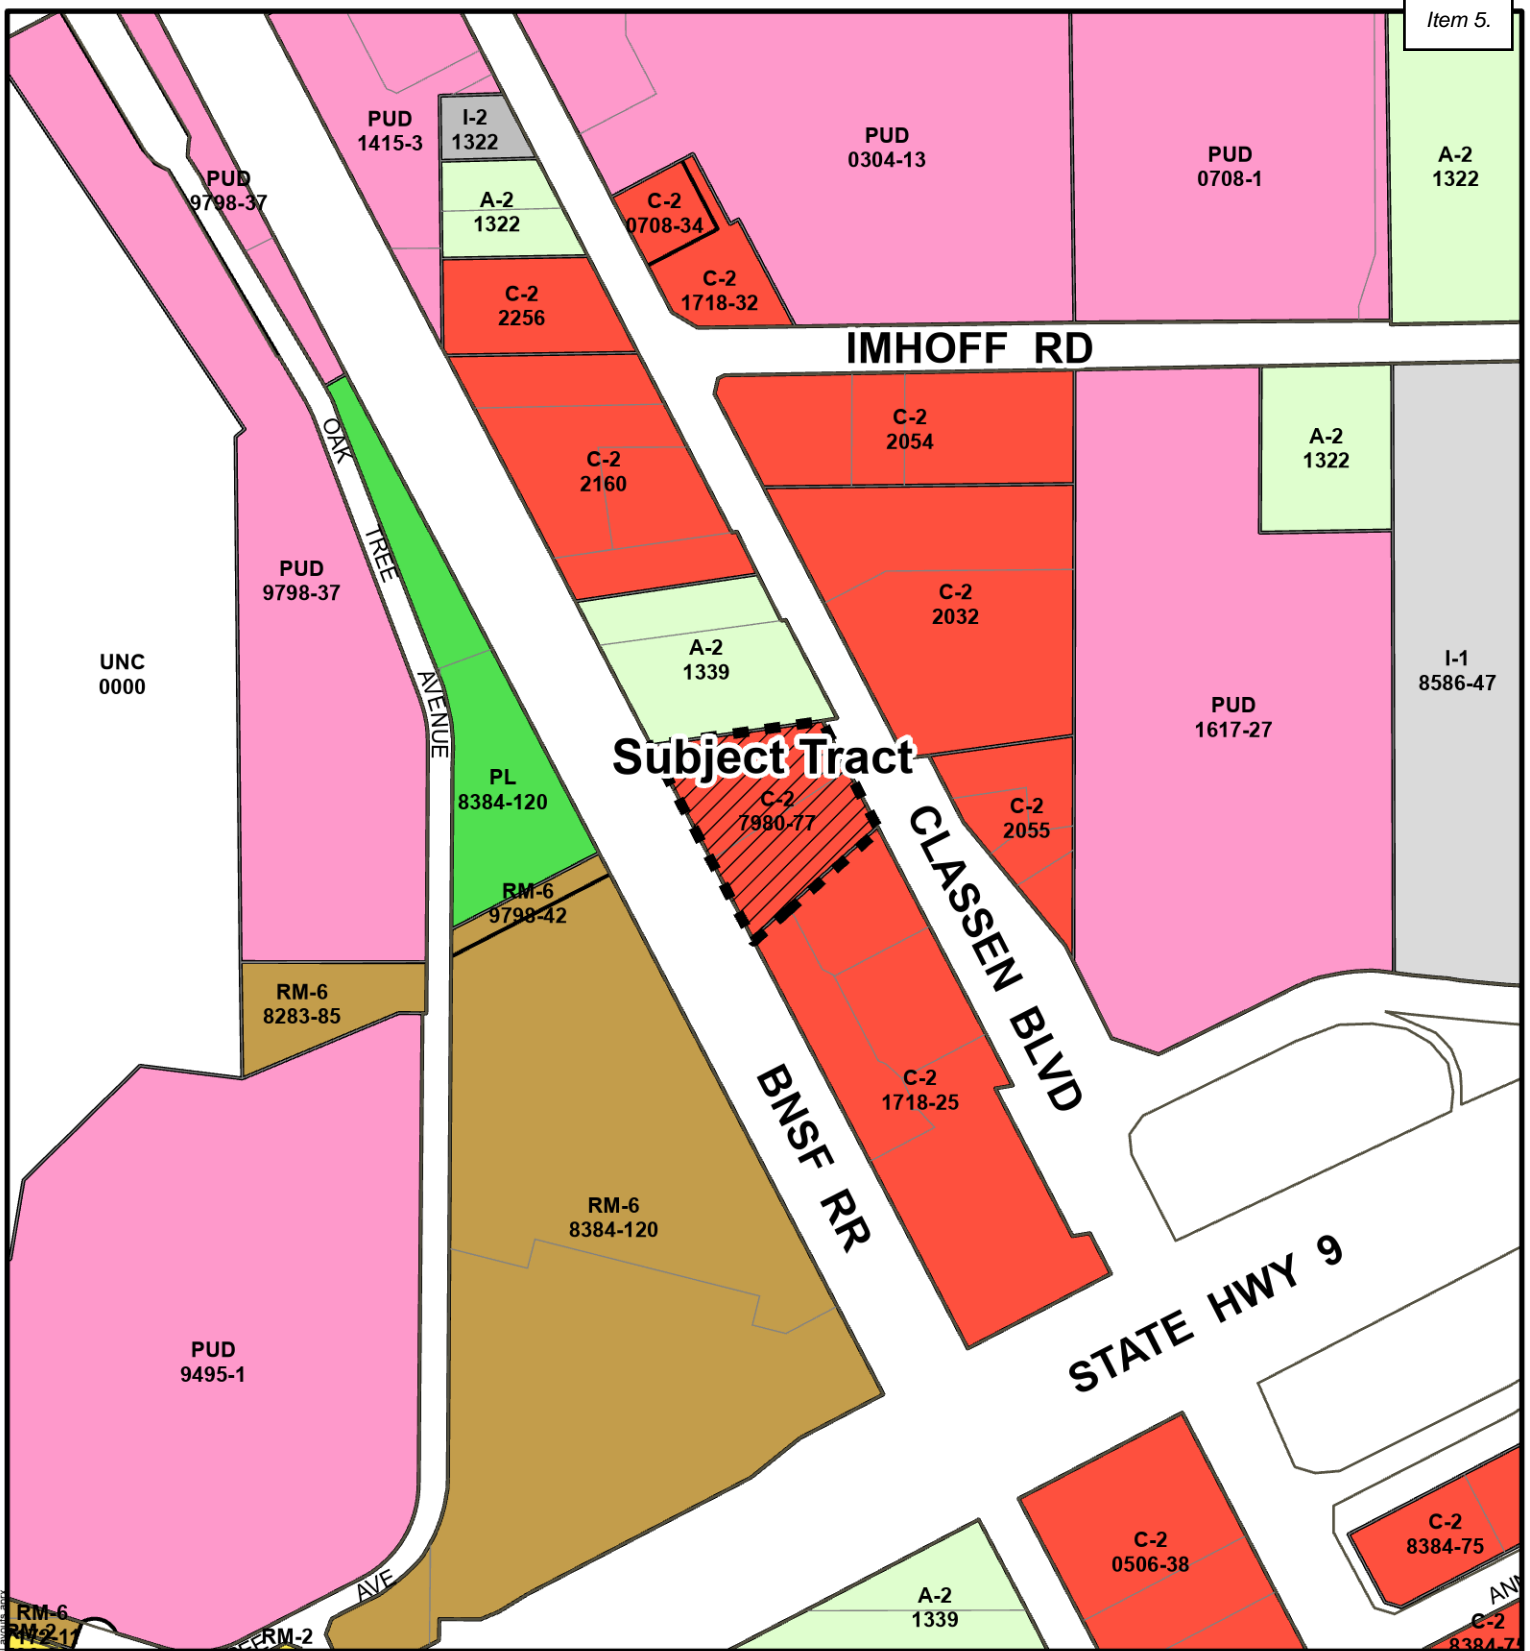 Item 5.
PUD
1415-3
I-2
1322
PUD
0304-13
PUD
0708-1
A-2
1322
PUD
9798-37
A-2
1322
C-2
0708-34
C-2
1718-32
C-2
2256
IMHOFF RD
C-2
2054
A-2
1322
C-2
2160
OAK
TREE
AVENUE
PUD
9798-37
C-2
2032
UNC
0000
A-2
1339
I-1
8586-47
PUD
1617-27
Subject Tract
C-2
7980-77
PL
8384-120
C-2
2055
CLASSEN BLVD
RM-6
9798-42
RM-6
8283-85
C-2
1718-25
BNSF RR
RM-6
8384-120
STATE HWY 9
PUD
9495-1
C-2
0506-38
C-2
8384-75
AVE
A-2
1339
RM-6
RM-2
C-2